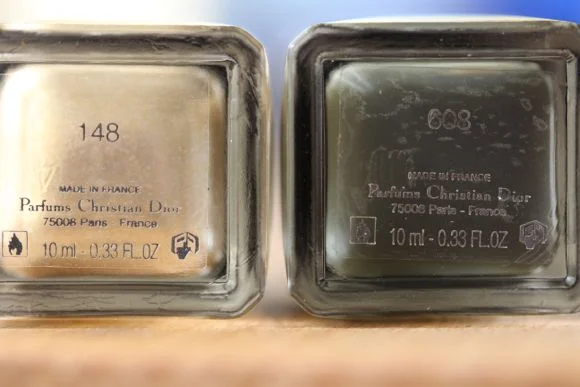 148
MADE IN FRANCE
Parfums Christian Dior
75008 Paris - France
10 ml - 0.33 FL.OZ
608
MADE IN FRANCE
Parfums Christian Dior
75008 Paris - France
10 ml - 0.33 FL.OZ